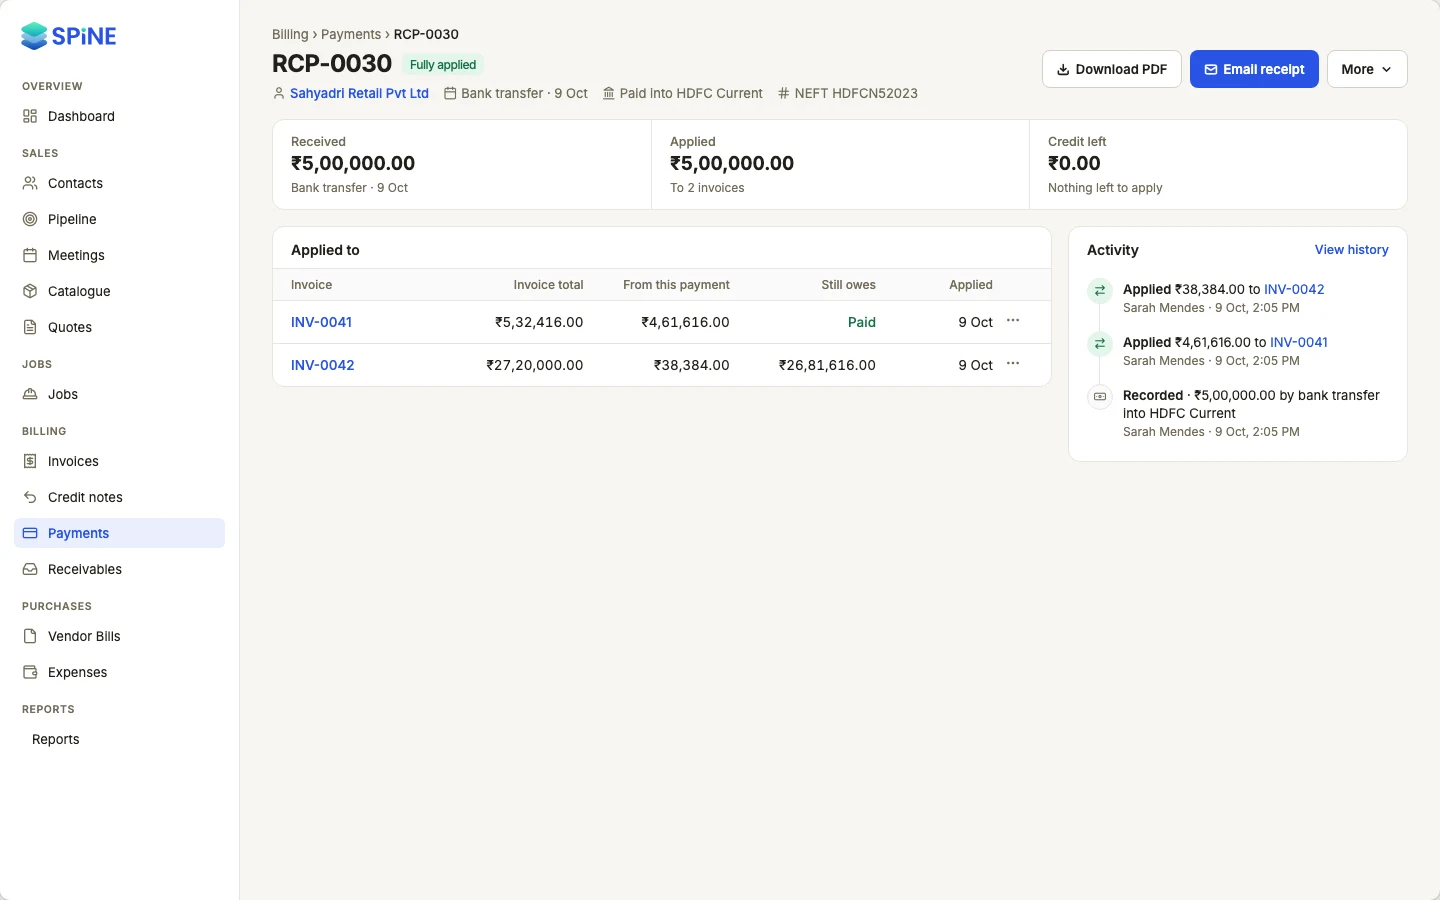 SPiNE
OVERVIEW
Dashboard
SALES
Contacts
Pipeline
Meetings
Catalogue
Quotes
JOBS
Jobs
BILLING
Invoices
Credit notes
Payments
Receivables
PURCHASES
Vendor Bills
Expenses
REPORTS
Reports
Billing › Payments › RCP-0030
RCP-0030 Fully applied
Sahyadri Retail Pvt Ltd Bank transfer · 9 Oct Paid into HDFC Current # NEFT HDFCN52023
Download PDF Email receipt More
Received
₹5,00,000.00
Bank transfer · 9 Oct
Applied
₹5,00,000.00
To 2 invoices
Credit left
₹0.00
Nothing left to apply
Applied to
Invoice Invoice total From this payment Still owes Applied
INV-0041 ₹5,32,416.00 ₹4,61,616.00 Paid 9 Oct ···
INV-0042 ₹27,20,000.00 ₹38,384.00 ₹26,81,616.00 9 Oct ···
Activity View history
Applied ₹38,384.00 to INV-0042
Sarah Mendes · 9 Oct, 2:05 PM
Applied ₹4,61,616.00 to INV-0041
Sarah Mendes · 9 Oct, 2:05 PM
Recorded · ₹5,00,000.00 by bank transfer
into HDFC Current
Sarah Mendes · 9 Oct, 2:05 PM